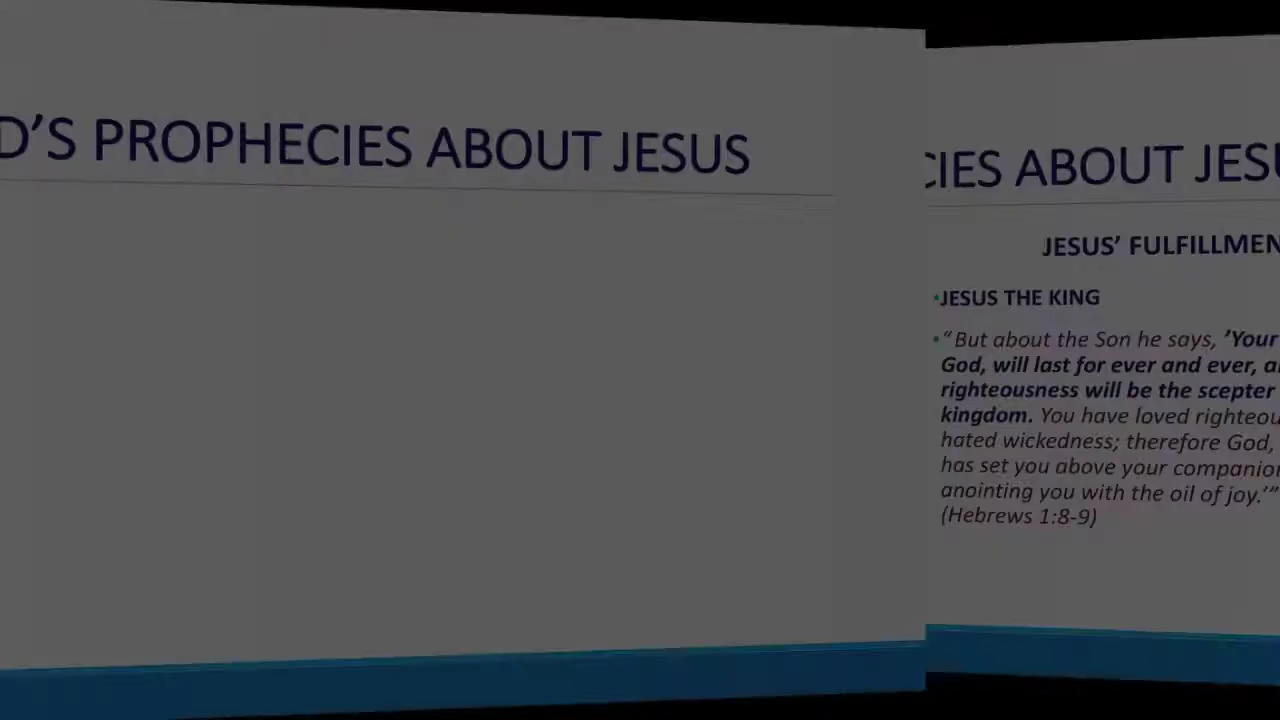 D'S PROPHECIES ABOUT JESUS
CIES ABOUT JESU
JESUS' FULFILLMEN
•JESUS THE KING
•"But about the Son he says, 'Your
God, will last for ever and ever, a
righteousness will be the scepter
kingdom. You have loved righteou
hated wickedness; therefore God,
has set you above your companion
anointing you with the oil of joy.'"
(Hebrews 1:8-9)